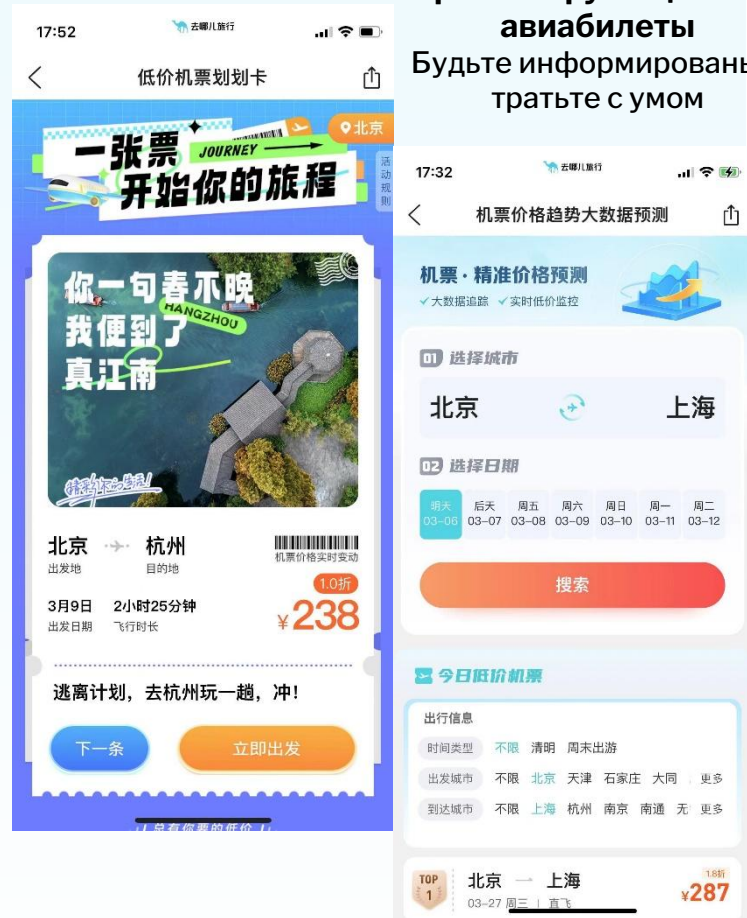 17:52
去哪儿旅行
低价机票划划卡
一张票 JOURNEY
开始你的旅程
北京
活动规则
你一句春不晚
HANGZHOU
我便到了
真江南
精彩你的生活!
北京
杭州
出发地
目的地
机票价格实时变动
1.0折
3月9日 2小时25分钟
¥238
出发日期 飞行时长
逃离计划，去杭州玩一趟，冲!
下一条
立即出发
авиабилеты
Будьте информированы
тратьте с умом
17:32
去哪儿旅行
机票价格趋势大数据预测
机票·精准价格预测
大数据追踪 实时低价监控
01 选择城市
北京
上海
02 选择日期
明天 后天 周五 周六 周日 周一 周二
03-06 03-07 03-08 03-09 03-10 03-11 03-12
搜索
今日低价机票
出行信息
时间类型 不限 清明 周末出游
出发城市 不限 北京 天津 石家庄 大同 更多
到达城市 不限 上海 杭州 南京 南通 无 更多
TOP 1
北京 — 上海
1.8折
¥287
03-27 周三 | 直飞